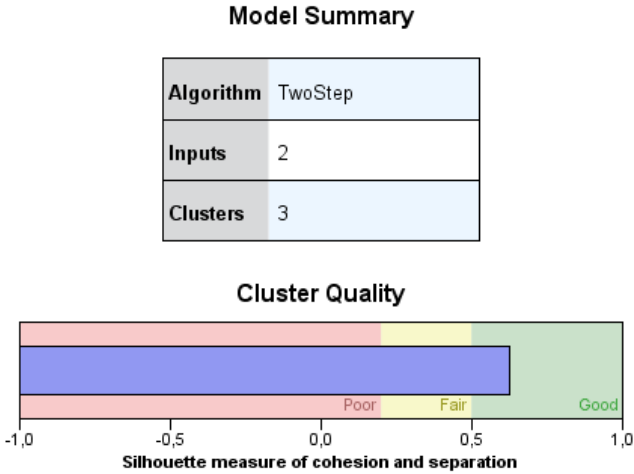 Model Summary
Algorithm TwoStep
Inputs 2
Clusters 3
Cluster Quality
Poor Fair Good
-1,0 -0,5 0,0 0,5 1,0
Silhouette measure of cohesion and separation